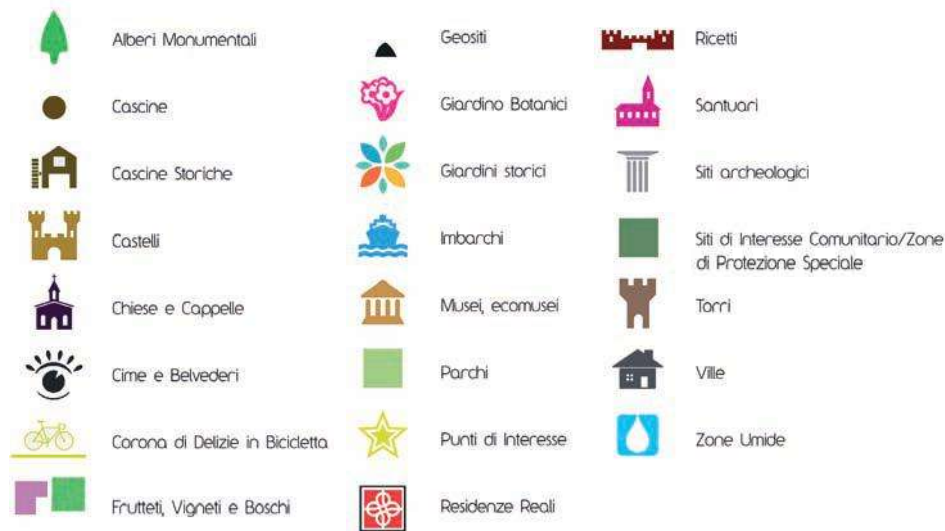 Alberi Monumentali
Cascine
Cascine Storiche
Castelli
Chiese e Cappelle
Cime e Belvederi
Corona di Delizie in Bicicletta
Frutteti, Vigneti e Boschi
Geositi
Giardino Botanici
Giardini storici
Imbarchi
Musei, ecomusei
Parchi
Punti di Interesse
Residenze Reali
Ricetti
Santuari
Siti archeologici
Siti di Interesse Comunitario/Zone
di Protezione Speciale
Torri
Ville
Zone Umide